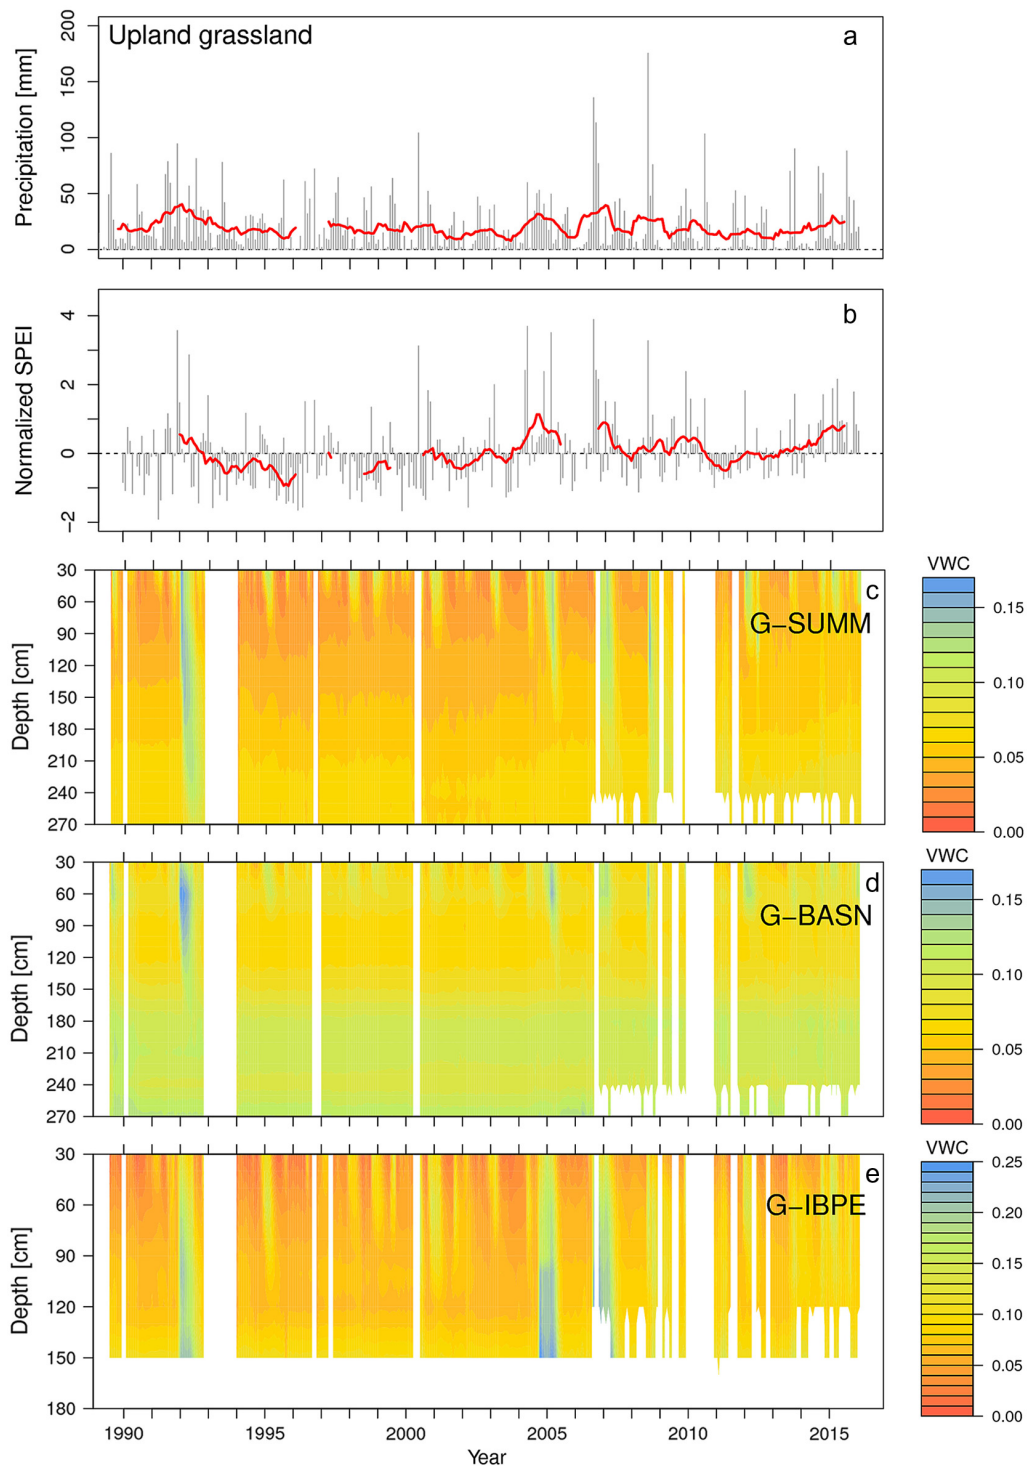 Upland grassland
a
Precipitation [mm]
200
150
100
50
0
b
Normalized SPEI
4
2
0
−2
c
G−SUMM
Depth [cm]
30
60
90
120
150
180
210
240
270
VWC
0.15
0.10
0.05
0.00
d
G−BASN
Depth [cm]
30
60
90
120
150
180
210
240
270
VWC
0.15
0.10
0.05
0.00
e
G−IBPE
Depth [cm]
30
60
90
120
150
180
VWC
0.25
0.20
0.15
0.10
0.05
0.00
1990 1995 2000 2005 2010 2015
Year